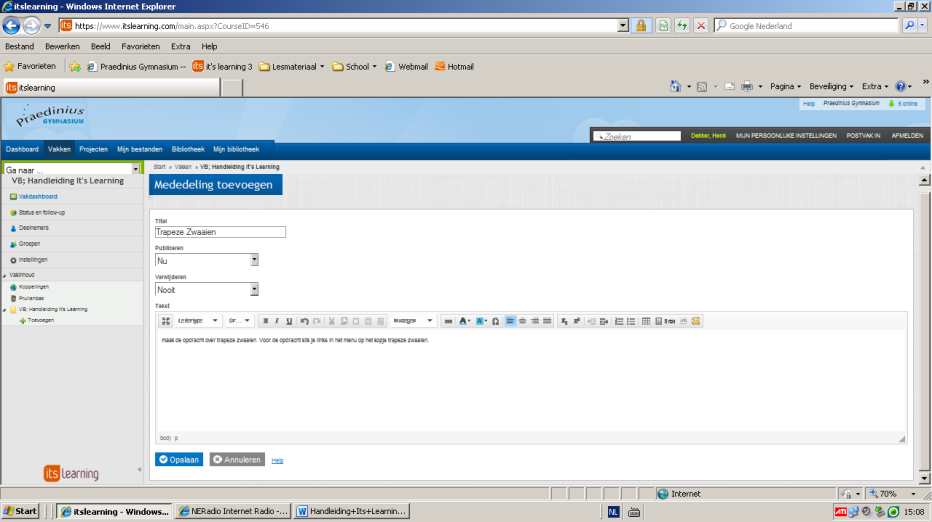 itslearning - Windows Internet Explorer
https://www.itslearning.com/main.aspx?CourseID=546
Google Nederland
Bestand Bewerken Beeld Favorieten Extra Help
Favorieten Praedinius Gymnasium -- it's learning 3 Lesmateriaal School Webmail Hotmail
itslearning
Pagina Beveiliging Extra
Help Praedinius Gymnasium 6 online
Praedinius
GYMNASIUM
Zoeken Dekker, Henk MIJN PERSOONLIJKE INSTELLINGEN POSTVAK IN AFMELDEN
Dashboard Vakken Projecten Mijn bestanden Bibliotheek Mijn bibliotheek
Ga naar ...
Start » Vakken » VB; Handleiding It's Learning
VB; Handleiding It's Learning
Mededeling toevoegen
Vakdashboard
Status en follow-up
Deelnemers
Groepen
Instellingen
Vakinhoud
Koppelingen
Prullenbak
VB; Handleiding It's Learning
Toevoegen
Titel
Trapeze Zwaaien
Publiceren
Nu
Verwijderen
Nooit
Tekst
Lettertype Gr...
B I U
Ω
maak de opdracht over trapeze zwaaien. Voor de opdracht klik je links in het menu op het kopje trapeze zwaaien.
body p
Opslaan Annuleren Help
its learning
Internet 70%
Start itslearning - Windows... NERadio Internet Radio -... Handleiding+Its+Learnin... NL ATI 15:08